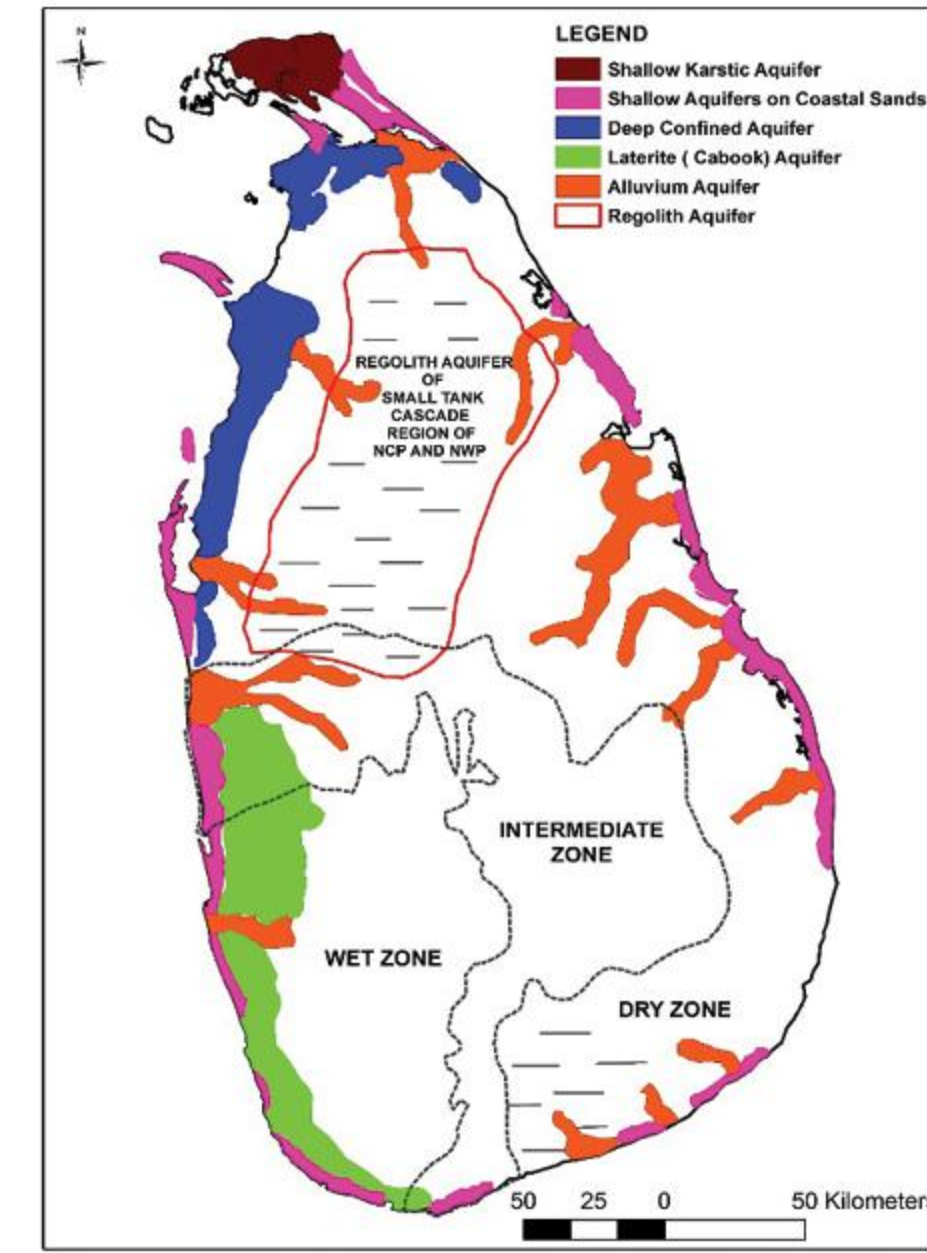 N
LEGEND
Shallow Karstic Aquifer
Shallow Aquifers on Coastal Sands
Deep Confined Aquifer
Laterite ( Cabook) Aquifer
Alluvium Aquifer
Regolith Aquifer
REGOLITH AQUIFER
OF
SMALL TANK
CASCADE
REGION OF
NCP AND NWP
INTERMEDIATE
ZONE
WET ZONE
DRY ZONE
50 25 0 50 Kilometers